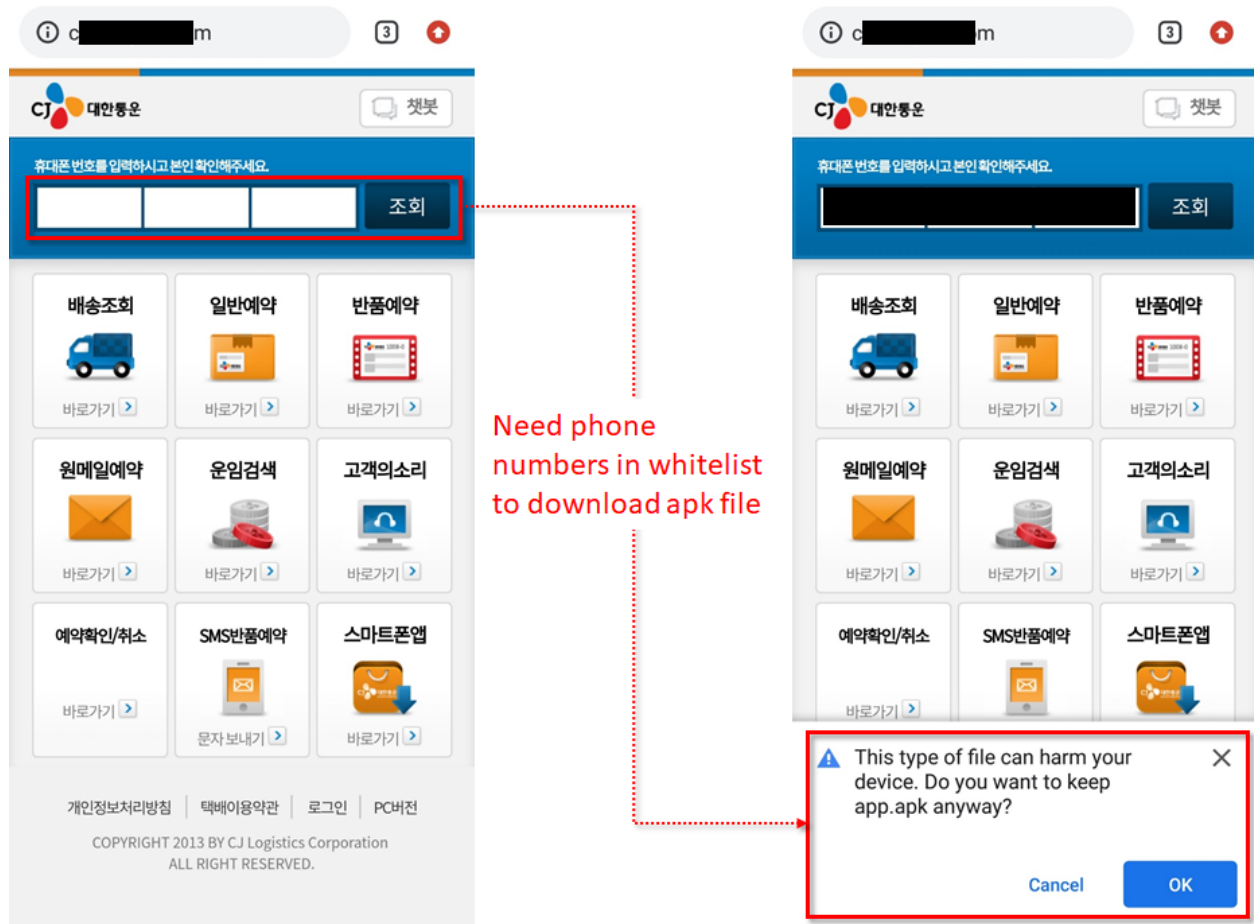 c m 3
CJ 대한통운 챗봇
휴대폰 번호를 입력하시고 본인 확인해주세요.
조회
배송조회 일반예약 반품예약
바로가기 바로가기 바로가기
원메일예약 운임검색 고객의소리
바로가기 바로가기 바로가기
예약확인/취소 SMS반품예약 스마트폰앱
바로가기 문자 보내기 바로가기
개인정보처리방침 택배이용약관 로그인 PC버전
COPYRIGHT 2013 BY CJ Logistics Corporation
ALL RIGHT RESERVED.
Need phone
numbers in whitelist
to download apk file
c m 3
CJ 대한통운 챗봇
휴대폰 번호를 입력하시고 본인 확인해주세요.
조회
배송조회 일반예약 반품예약
바로가기 바로가기 바로가기
원메일예약 운임검색 고객의소리
바로가기 바로가기 바로가기
예약확인/취소 SMS반품예약 스마트폰앱
바로가기
This type of file can harm your
device. Do you want to keep
app.apk anyway?
Cancel OK